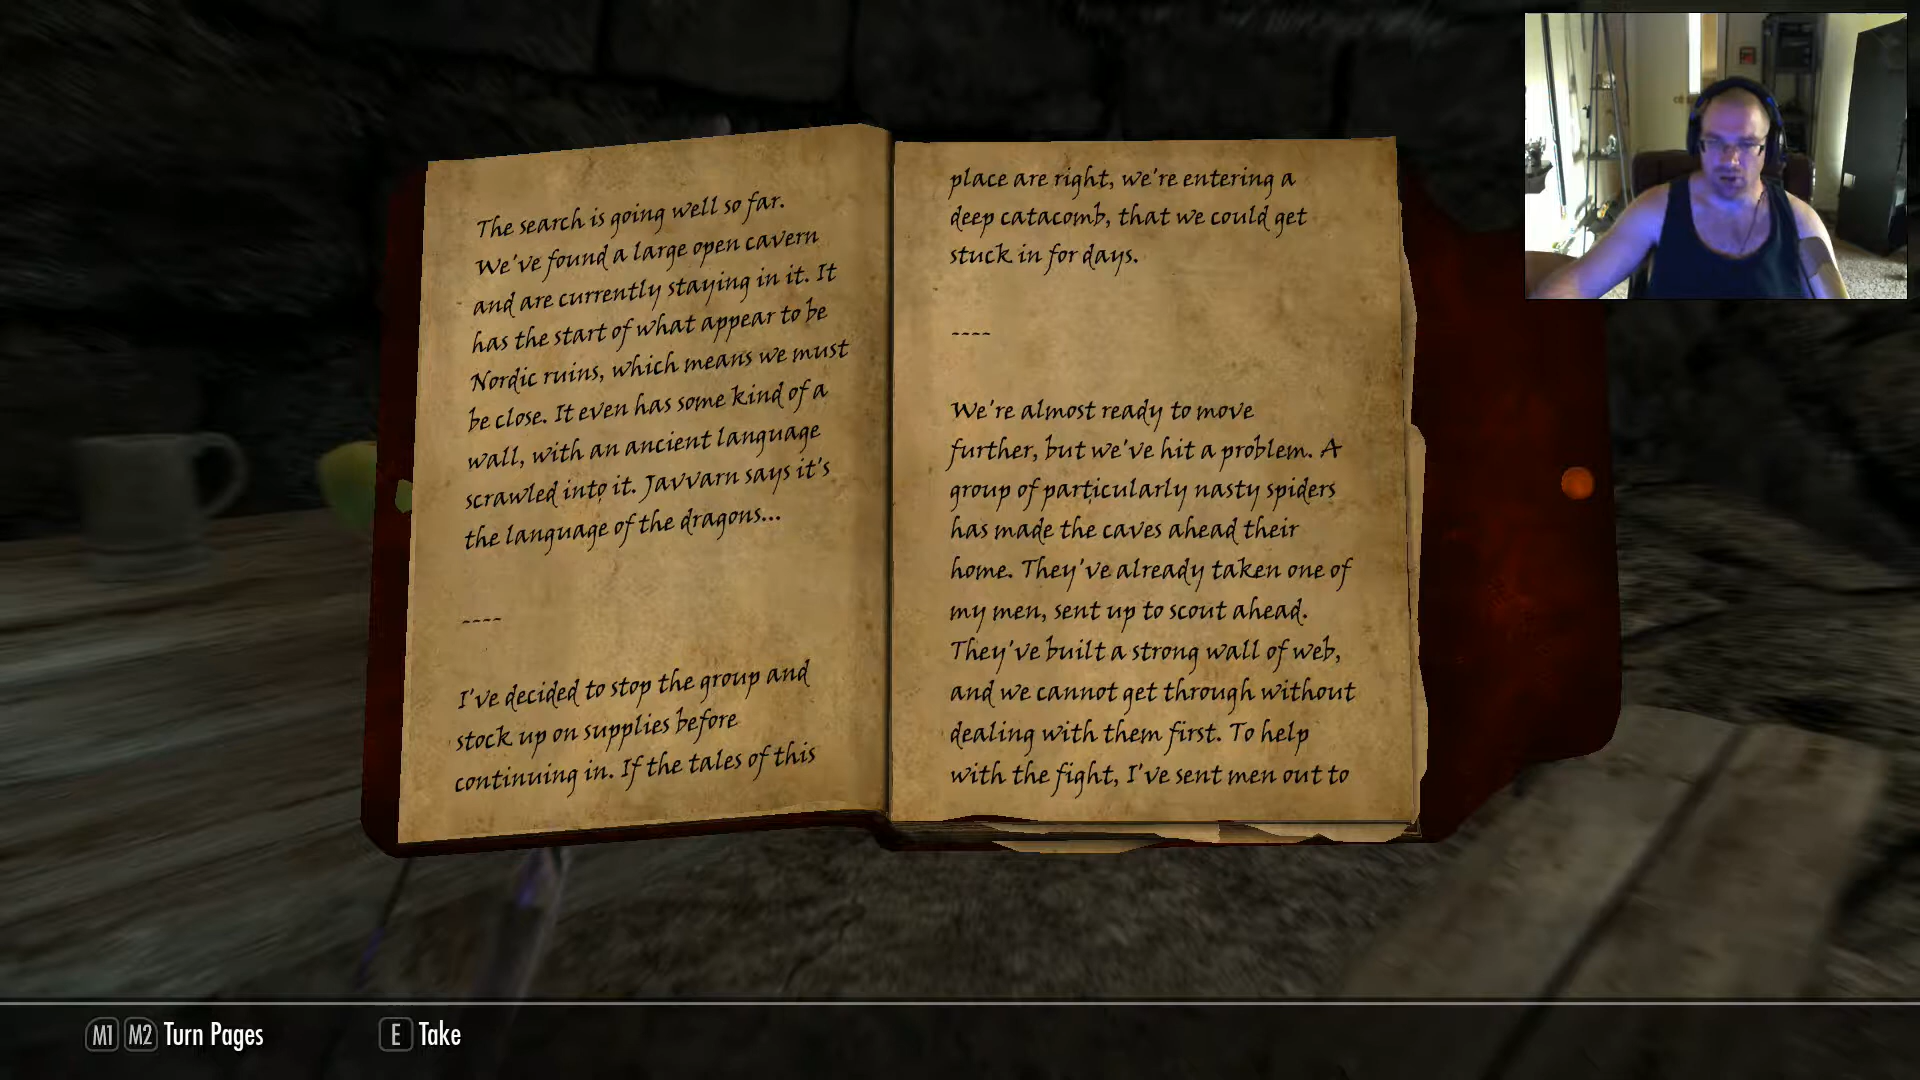 The search is going well so far.
We've found a large open cavern
and are currently staying in it. It
has the start of what appear to be
Nordic ruins, which means we must
be close. It even has some kind of a
wall, with an ancient language
scrawled into it. Javvarn says it's
the language of the dragons...
----
I've decided to stop the group and
stock up on supplies before
continuing in. If the tales of this
place are right, we're entering a
deep catacomb, that we could get
stuck in for days.
----
We're almost ready to move
further, but we've hit a problem. A
group of particularly nasty spiders
has made the caves ahead their
home. They've already taken one of
my men, sent up to scout ahead.
They've built a strong wall of web,
and we cannot get through without
dealing with them first. To help
with the fight, I've sent men out to
M1 M2 Turn Pages
E Take